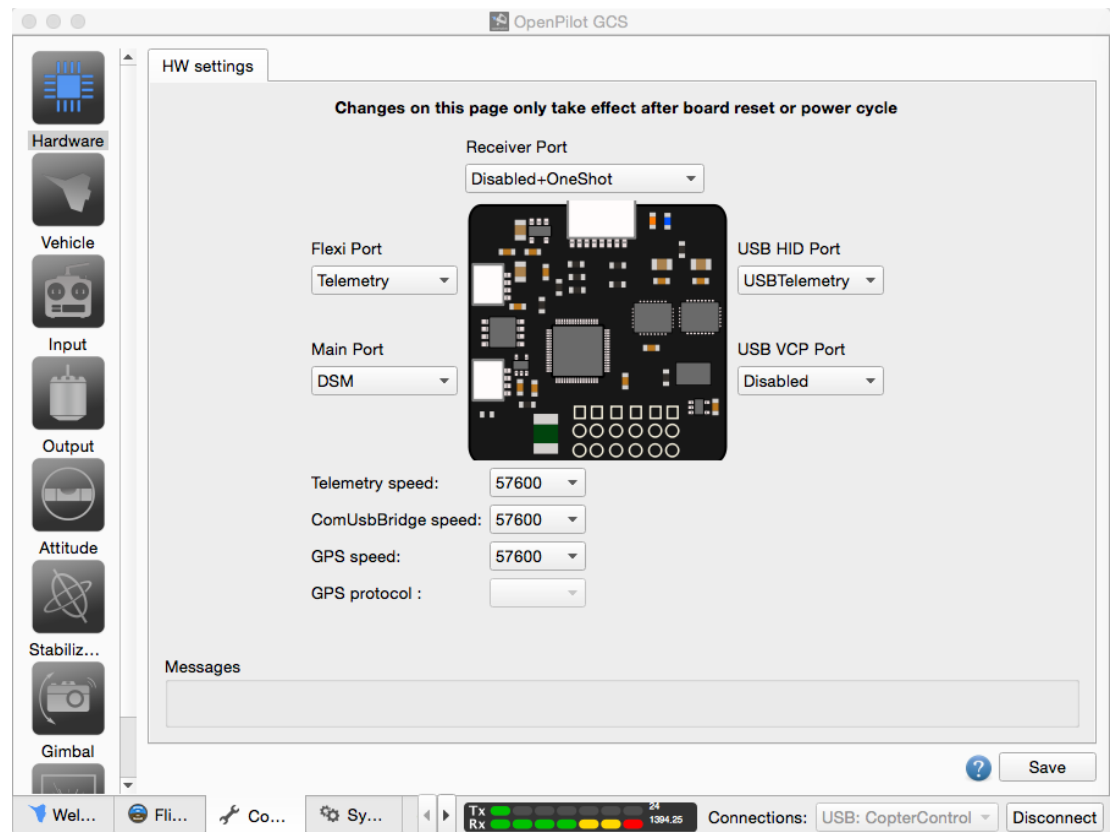 OpenPilot GCS
HW settings
Changes on this page only take effect after board reset or power cycle
Receiver Port
Disabled+OneShot
Flexi Port
Telemetry
USB HID Port
USBTelemetry
Main Port
DSM
USB VCP Port
Disabled
Telemetry speed: 57600
ComUsbBridge speed: 57600
GPS speed: 57600
GPS protocol :
Messages
Hardware
Vehicle
Input
Output
Attitude
Stabiliz...
Gimbal
Save
Wel... Fli... Co... Sy...
Tx 24
Rx 1394.25
Connections: USB: CopterControl Disconnect